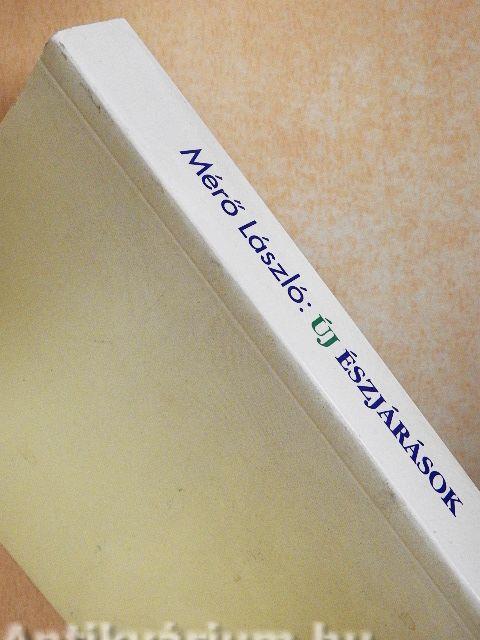 Mérő László: ÚJ ÉSZJÁRÁSOK
Antikvárium.hu